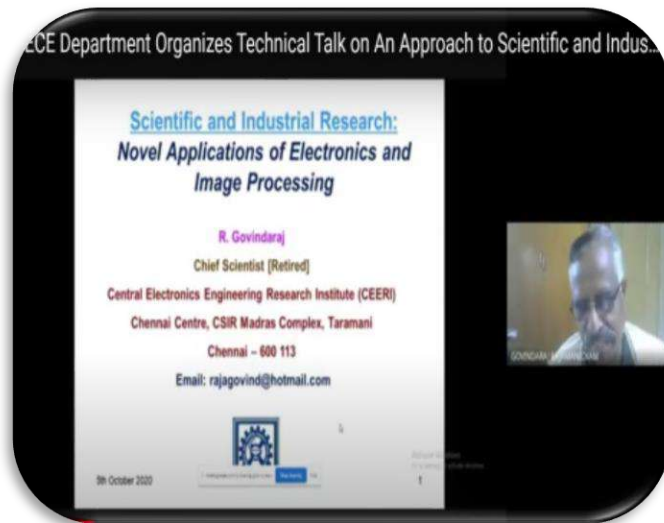 ECE Department Organizes Technical Talk on An Approach to Scientific and Indus...
Scientific and Industrial Research:
Novel Applications of Electronics and
Image Processing
R. Govindaraj
Chief Scientist [Retired]
Central Electronics Engineering Research Institute (CEERI)
Chennai Centre, CSIR Madras Complex, Taramani
Chennai – 600 113
Email: rajagovind@hotmail.com
5th October 2020
1